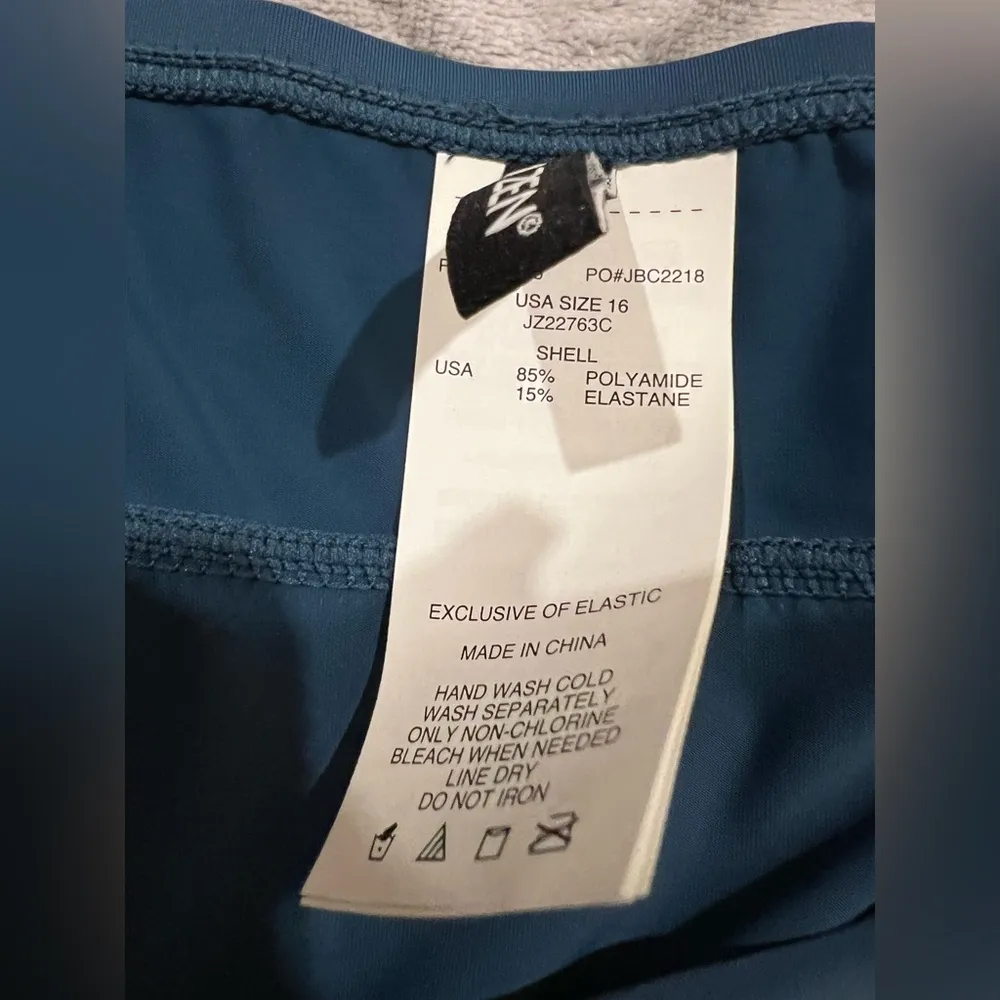 TEN®
PO#JBC2218
USA SIZE 16
JZ22763C
SHELL
USA 85% POLYAMIDE
15% ELASTANE
EXCLUSIVE OF ELASTIC
MADE IN CHINA
HAND WASH COLD
WASH SEPARATELY
ONLY NON-CHLORINE
BLEACH WHEN NEEDED
LINE DRY
DO NOT IRON